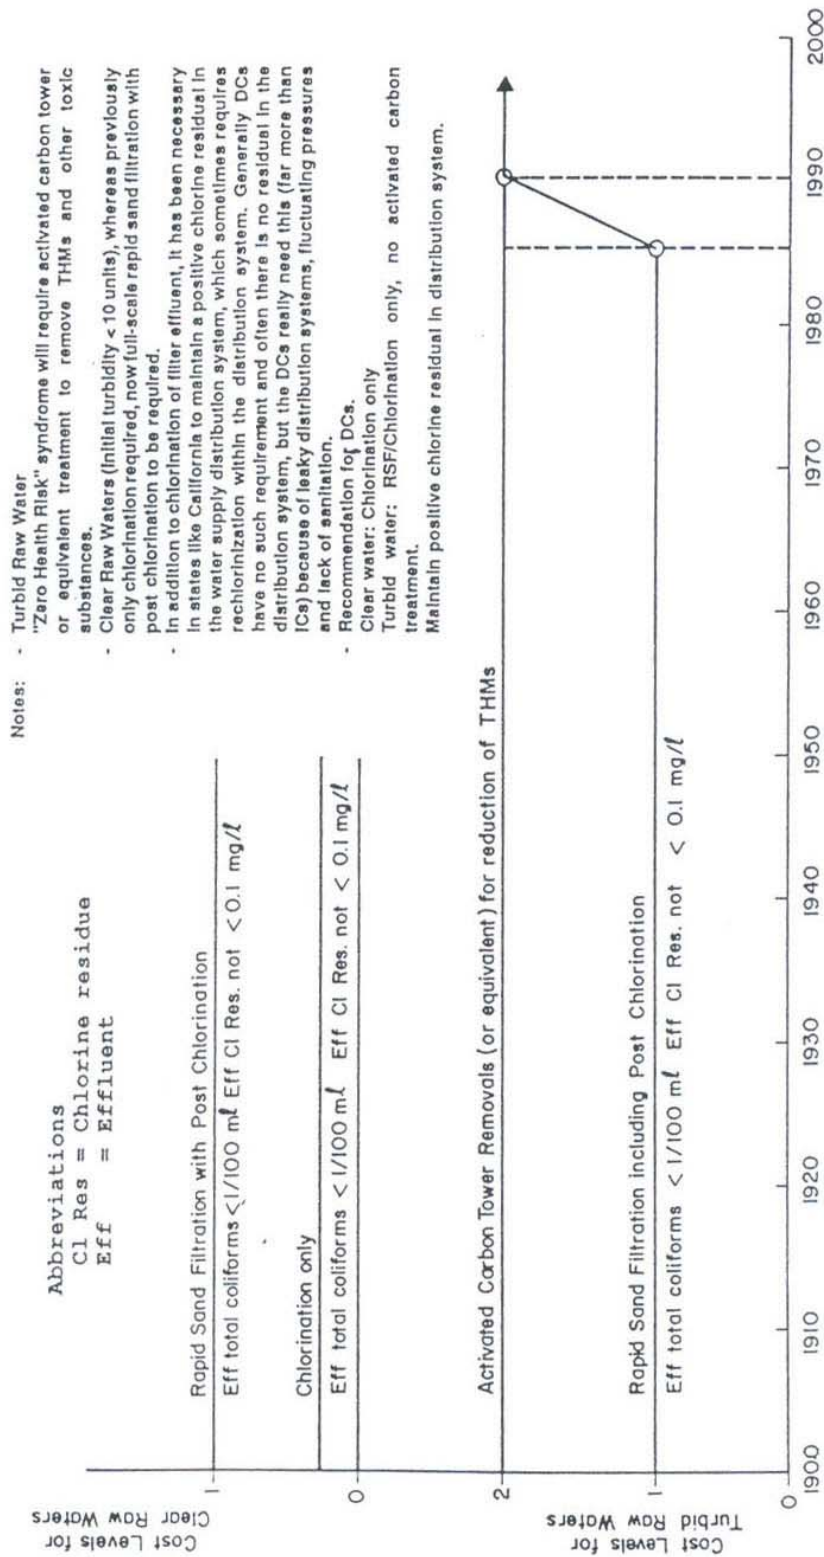 Notes:
- Turbid Raw Water
"Zero Health Risk" syndrome will require activated carbon tower
or equivalent treatment to remove THMs and other toxic
substances.
- Clear Raw Waters (initial turbidity < 10 units), whereas previously
only chlorination required, now full-scale rapid sand filtration with
post chlorination to be required.
- In addition to chlorination of filter effluent, it has been necessary
in states like California to maintain a positive chlorine residual in
the water supply distribution system, which sometimes requires
rechlorinization within the distribution system. Generally DCs
have no such requirement and often there is no residual in the
distribution system, but the DCs really need this (far more than
ICs) because of leaky distribution systems, fluctuating pressures
and lack of sanitation.
- Recommendation for DCs.
Clear water: Chlorination only
Turbid water: RSF/Chlorination only, no activated carbon
treatment.
Maintain positive chlorine residual in distribution system.
Abbreviations
Cl Res = Chlorine residue
Eff = Effluent
Cost Levels for
Clear Raw Waters
1
0
Rapid Sand Filtration with Post Chlorination
Eff total coliforms < 1/100 mℓ Eff Cl Res. not < 0.1 mg/ℓ
Chlorination only
Eff total coliforms < 1/100 mℓ Eff Cl Res. not < 0.1 mg/ℓ
Cost Levels for
Turbid Raw Waters
2
1
0
Activated Carbon Tower Removals (or equivalent) for reduction of THMs
Rapid Sand Filtration including Post Chlorination
Eff total coliforms < 1/100 mℓ Eff Cl Res. not < 0.1 mg/ℓ
1900 1910 1920 1930 1940 1950 1960 1970 1980 1990 2000